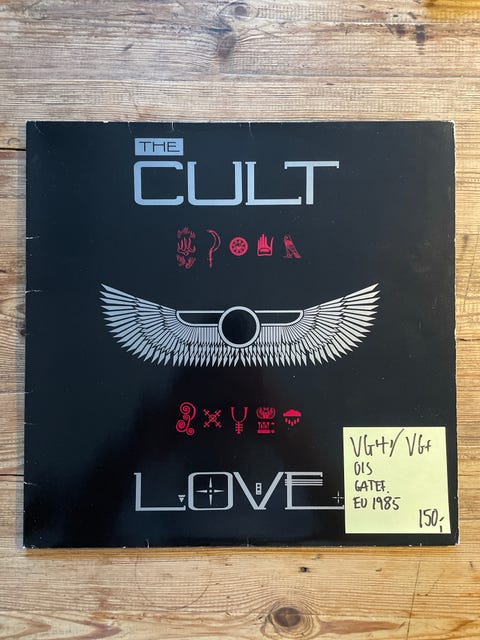 THE
CULT
LOVE
VG++/VG+
OIS
GATEF.
EU 1985
150,-